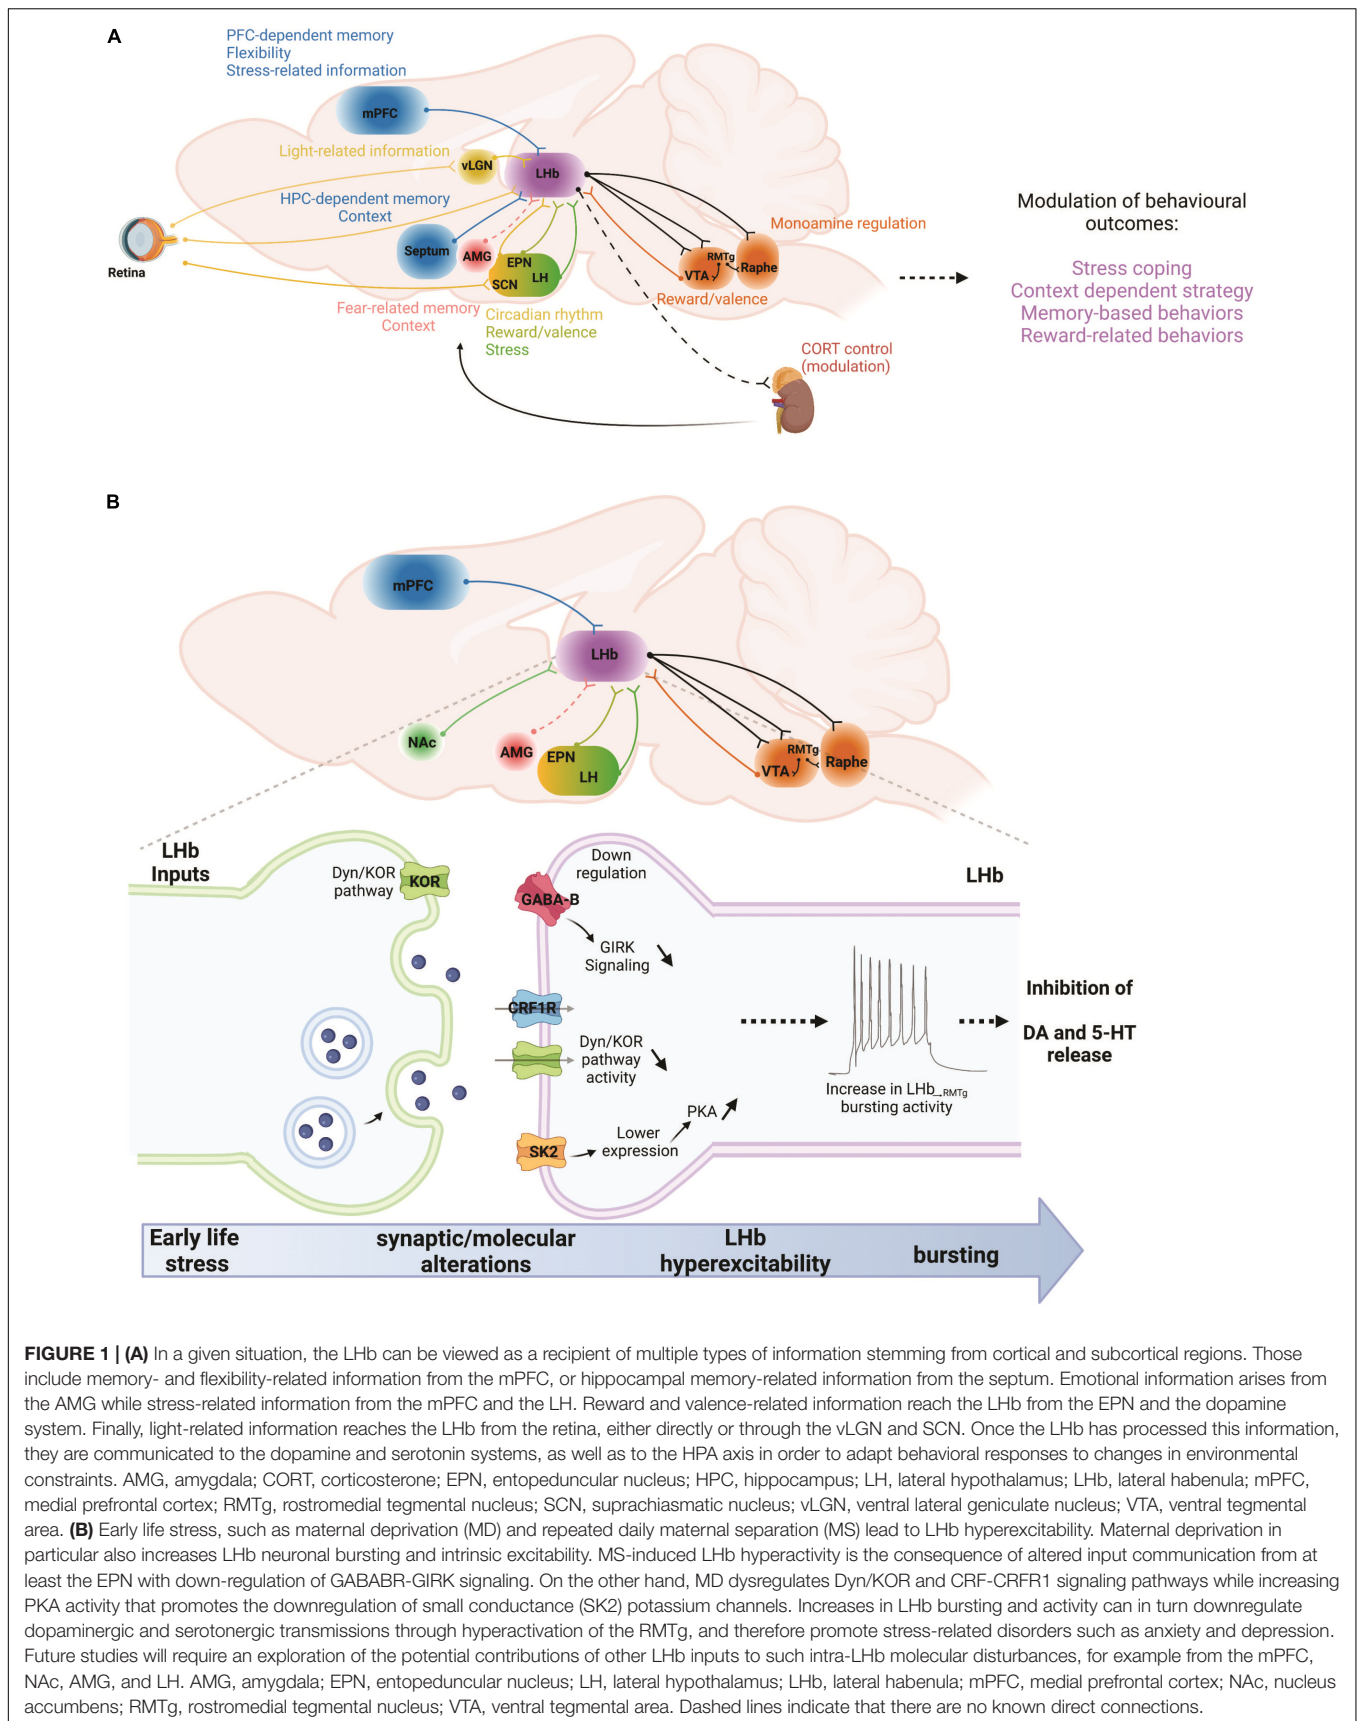 A
PFC-dependent memory
Flexibility
Stress-related information
mPFC
Light-related information
vLGN
LHb
HPC-dependent memory
Context
Retina
Septum
AMG
EPN
SCN
LH
Fear-related memory
Context
Circadian rhythm
Reward/valence
Stress
Monoamine regulation
RMTg
VTA
Raphe
Reward/valence
CORT control
(modulation)
Modulation of behavioural
outcomes:
Stress coping
Context dependent strategy
Memory-based behaviors
Reward-related behaviors
B
mPFC
LHb
NAc
AMG
EPN
LH
RMTg
VTA
Raphe
LHb
Inputs
Dyn/KOR
pathway
KOR
Down
regulation
GABA-B
GIRK
Signaling
CRF1R
Dyn/KOR
pathway
activity
PKA
Lower
expression
SK2
LHb
Increase in LHb→RMTg
bursting activity
Inhibition of
DA and 5-HT
release
Early life
stress
synaptic/molecular
alterations
LHb
hyperexcitability
bursting
FIGURE 1 | (A) In a given situation, the LHb can be viewed as a recipient of multiple types of information stemming from cortical and subcortical regions. Those
include memory- and flexibility-related information from the mPFC, or hippocampal memory-related information from the septum. Emotional information arises from
the AMG while stress-related information from the mPFC and the LH. Reward and valence-related information reach the LHb from the EPN and the dopamine
system. Finally, light-related information reaches the LHb from the retina, either directly or through the vLGN and SCN. Once the LHb has processed this information,
they are communicated to the dopamine and serotonin systems, as well as to the HPA axis in order to adapt behavioral responses to changes in environmental
constraints. AMG, amygdala; CORT, corticosterone; EPN, entopeduncular nucleus; HPC, hippocampus; LH, lateral hypothalamus; LHb, lateral habenula; mPFC,
medial prefrontal cortex; RMTg, rostromedial tegmental nucleus; SCN, suprachiasmatic nucleus; vLGN, ventral lateral geniculate nucleus; VTA, ventral tegmental
area. (B) Early life stress, such as maternal deprivation (MD) and repeated daily maternal separation (MS) lead to LHb hyperexcitability. Maternal deprivation in
particular also increases LHb neuronal bursting and intrinsic excitability. MS-induced LHb hyperactivity is the consequence of altered input communication from at
least the EPN with down-regulation of GABABR-GIRK signaling. On the other hand, MD dysregulates Dyn/KOR and CRF-CRFR1 signaling pathways while increasing
PKA activity that promotes the downregulation of small conductance (SK2) potassium channels. Increases in LHb bursting and activity can in turn downregulate
dopaminergic and serotonergic transmissions through hyperactivation of the RMTg, and therefore promote stress-related disorders such as anxiety and depression.
Future studies will require an exploration of the potential contributions of other LHb inputs to such intra-LHb molecular disturbances, for example from the mPFC,
NAc, AMG, and LH. AMG, amygdala; EPN, entopeduncular nucleus; LH, lateral hypothalamus; LHb, lateral habenula; mPFC, medial prefrontal cortex; NAc, nucleus
accumbens; RMTg, rostromedial tegmental nucleus; VTA, ventral tegmental area. Dashed lines indicate that there are no known direct connections.